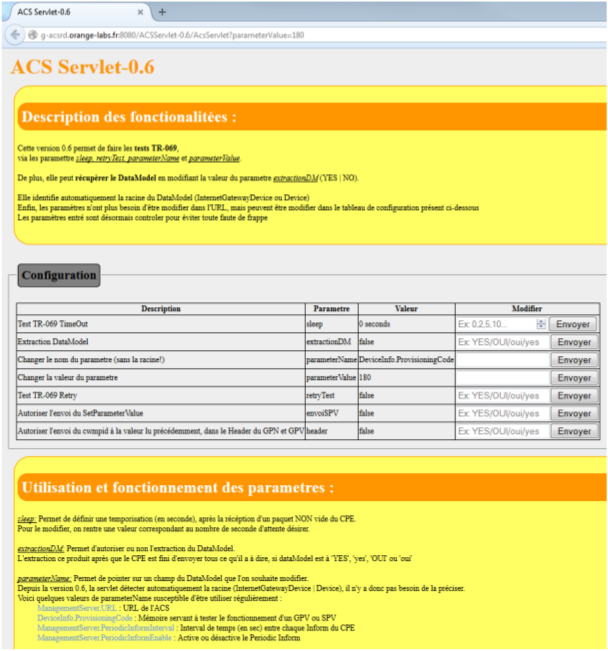 ACS Servlet-0.6
g-acsrd.orange-labs.fr:8080/ACSServlet-0.6/AcsServlet?parameterValue=180
ACS Servlet-0.6
Description des fonctionalitées :
Cette version 0.6 permet de faire les tests TR-069,
via les paramettre sleep, retryTest, parameterName et parameterValue.
De plus, elle peut récupérer le DataModel en modifiant la valeur du parametre extractionDM (YES | NO).
Elle identifie automatiquement la racine du DataModel (InternetGatewayDevice ou Device)
Enfin, les paramètres n'ont plus besoin d'être modifier dans l'URL, mais peuvent être modifier dans le tableau de configuration présent ci-dessous
Les paramètres entré sont désormais controler pour éviter toute faute de frappe
Configuration
Description Parametre Valeur Modifier
Test TR-069 TimeOut sleep 0 seconds Ex: 0,2,5,10... Envoyer
Extraction DataModel extractionDM false Ex: YES/OUI/oui/yes Envoyer
Changer le nom du parametre (sans la racine!) parameterName DeviceInfo.ProvisioningCode Envoyer
Changer la valeur du parametre parameterValue 180 Envoyer
Test TR-069 Retry retryTest false Ex: YES/OUI/oui/yes Envoyer
Autoriser l'envoi du SetParameterValue envoiSPV false Ex: YES/OUI/oui/yes Envoyer
Autoriser l'envoi du cwmpid à la valeur lu précédemment, dans le Header du GPN et GPV header false Ex: YES/OUI/oui/yes Envoyer
Utilisation et fonctionnement des parametres :
sleep: Permet de définir une temporisation (en seconde), après la récéption d'un paquet NON vide du CPE.
Pour le modifier, on rentre une valeur correspondant au nombre de seconde d'attente désirer.
extractionDM: Permet d'autoriser ou non l'extraction du DataModel.
L'extraction ce produit après que le CPE est fini d'envoyer tous ce qu'il a à dire, si dataModel est à 'YES', 'yes', 'OUI' ou 'oui'
parameterName: Permet de pointer sur un champ du DataModel que l'on souhaite modifier.
Depuis la version 0.6, la servlet détecter automatiquement la racine (InternetGatewayDevice | Device), il n'y a donc pas besoin de la préciser.
Voici quelques valeurs de parameterName susceptible d'être utiliser régulièrement :
ManagementServer.URL : URL de l'ACS
DeviceInfo.ProvisioningCode : Mémoire servant à tester le fonctionnement d'un GPV ou SPV
ManagementServer.PeriodicInformInterval : Interval de temps (en sec) entre chaque Inform du CPE
ManagementServer.PeriodicInformEnable : Active ou désactive le Periodic Inform